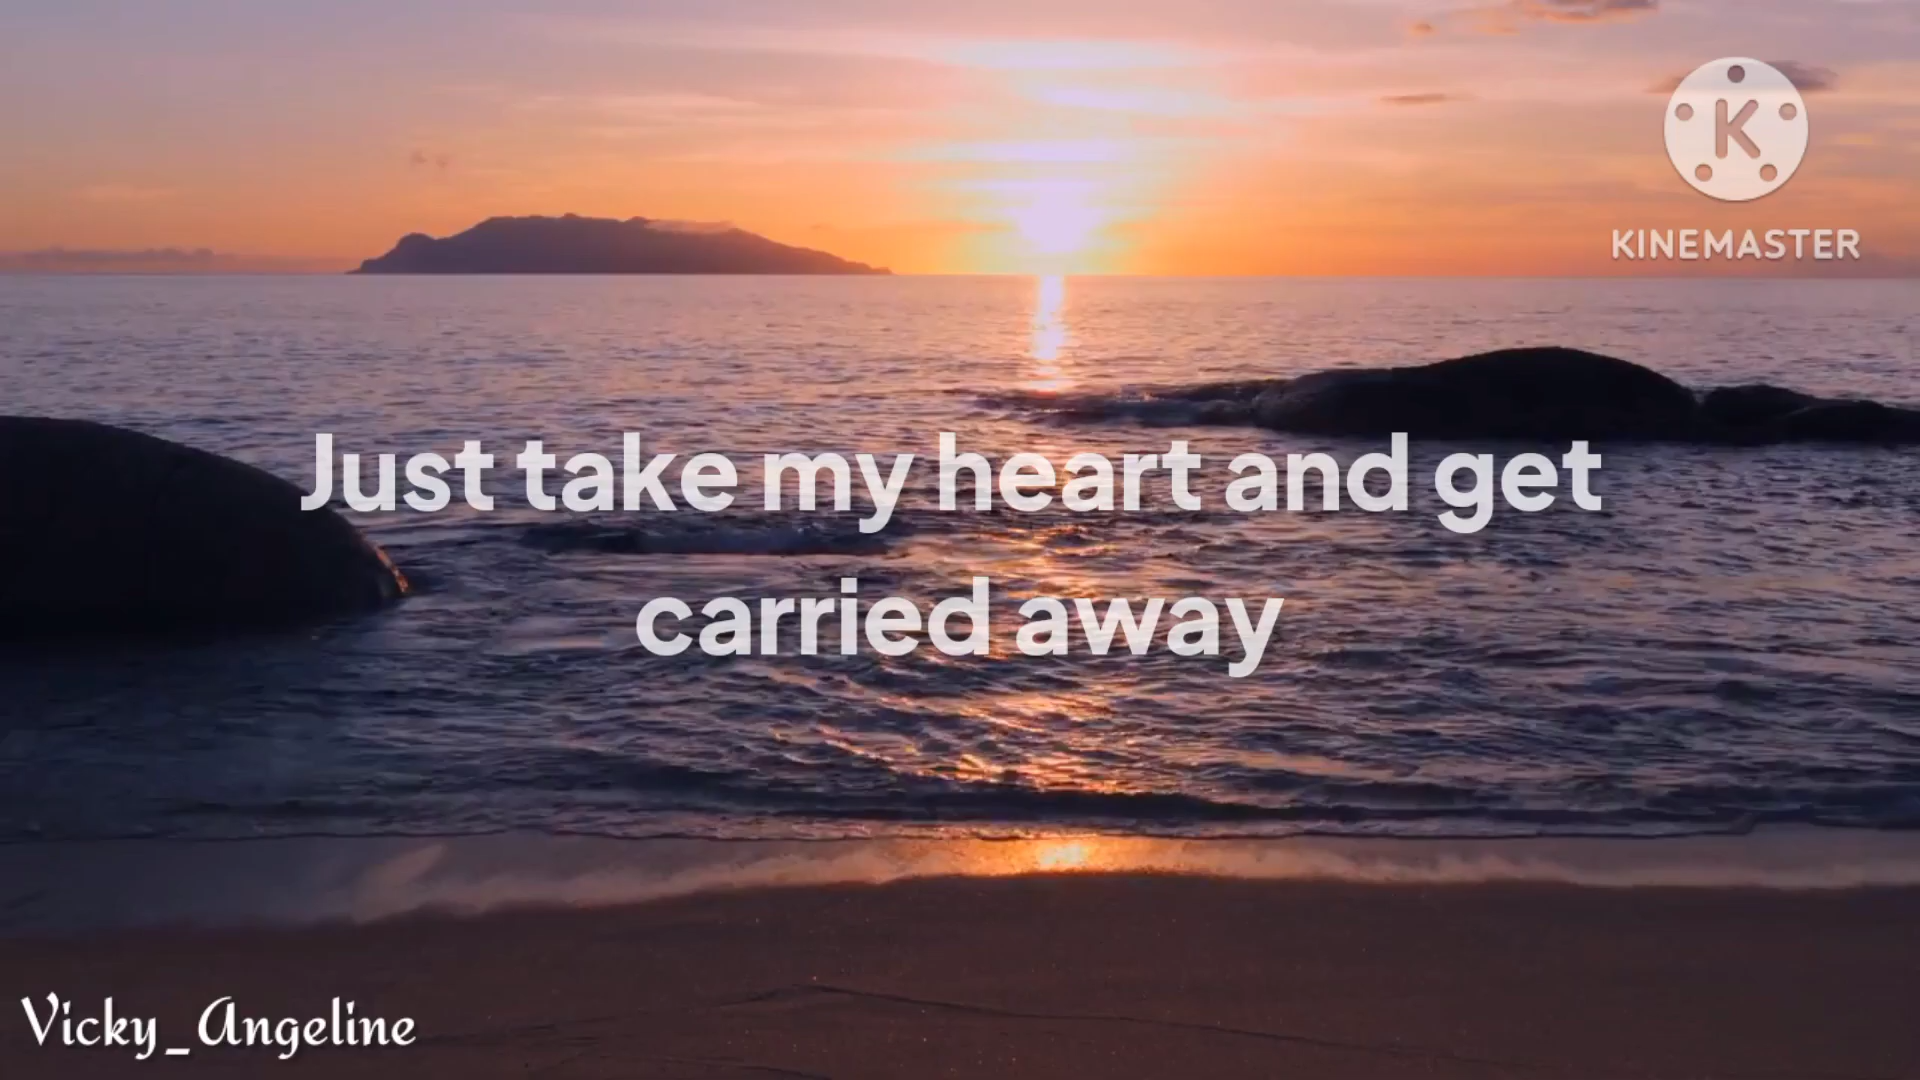 K
KINEMASTER
Just take my heart and get
carried away
Vicky_Angeline